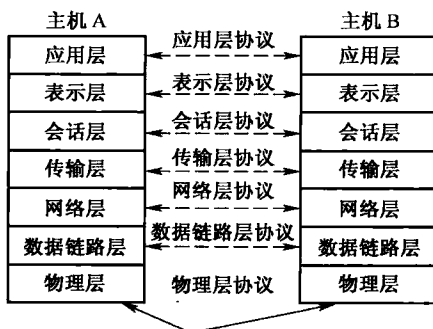 主机 A 主机 B
应用层 应用层协议 应用层
表示层 表示层协议 表示层
会话层 会话层协议 会话层
传输层 传输层协议 传输层
网络层 网络层协议 网络层
数据链路层 数据链路层协议 数据链路层
物理层 物理层协议 物理层